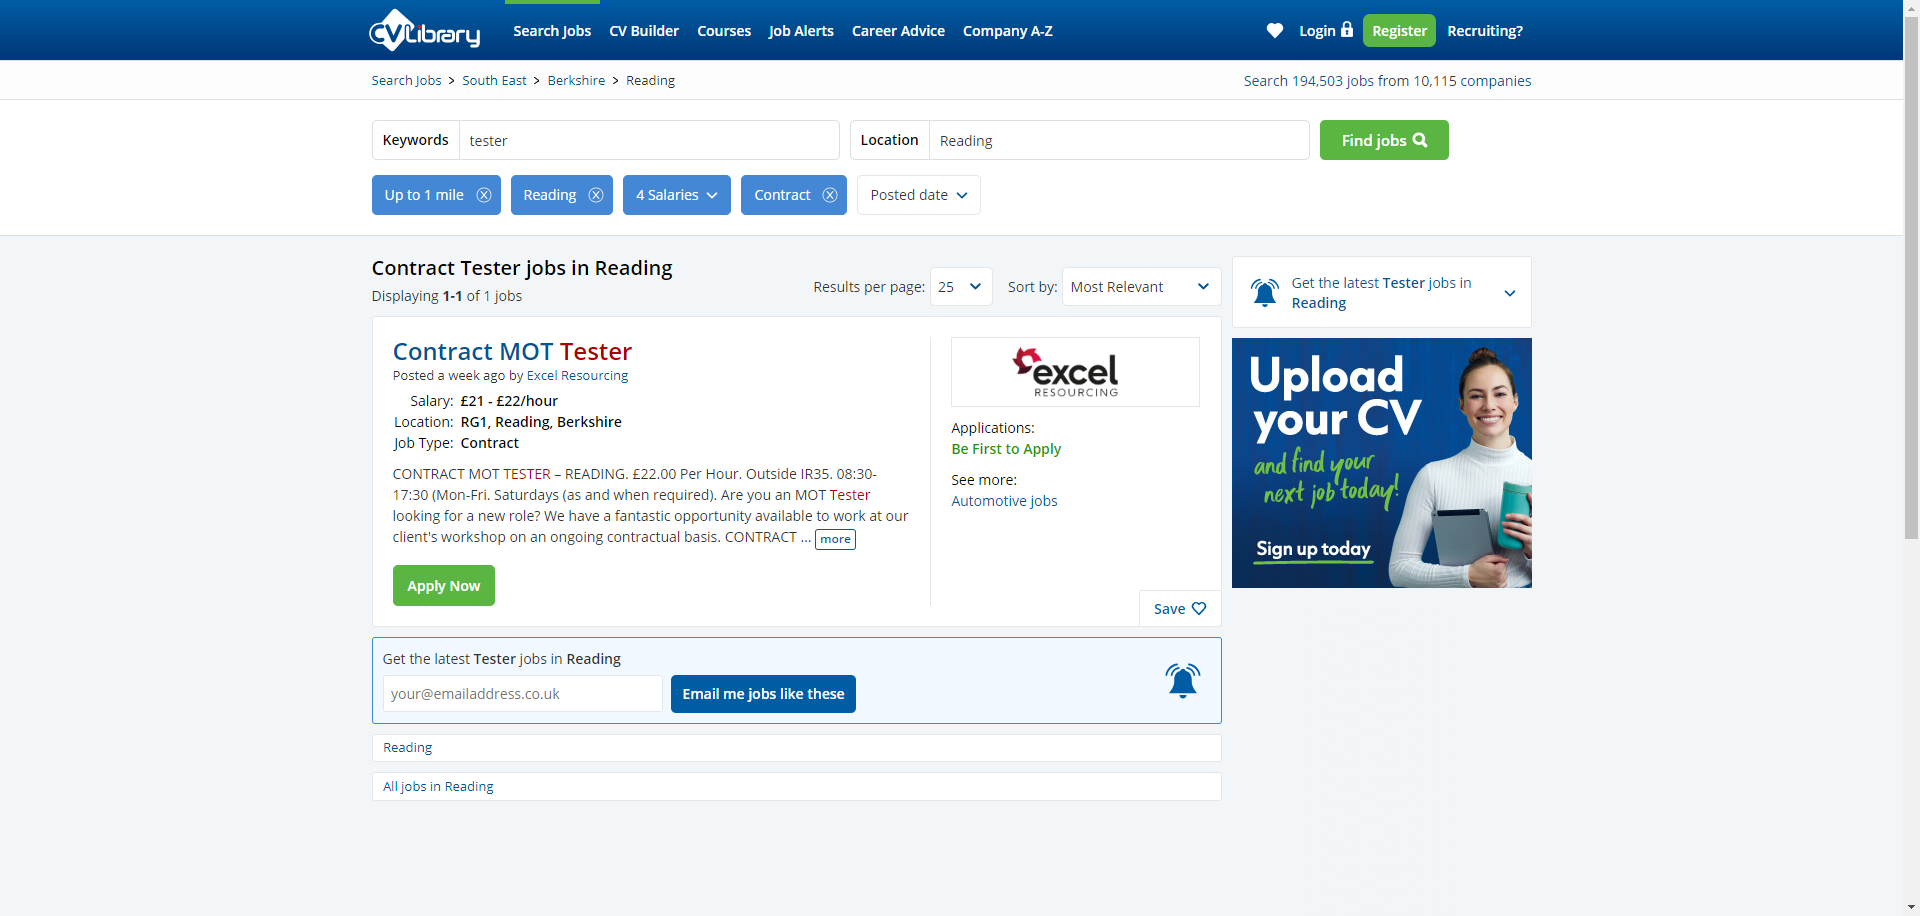 CVLibrary
Search Jobs
CV Builder
Courses
Job Alerts
Career Advice
Company A-Z
Login
Register
Recruiting?
Search Jobs > South East > Berkshire > Reading
Search 194,503 jobs from 10,115 companies
Keywords
tester
Location
Reading
Find jobs
Up to 1 mile
Reading
4 Salaries
Contract
Posted date
Contract Tester jobs in Reading
Displaying 1-1 of 1 jobs
Results per page: 25
Sort by: Most Relevant
Contract MOT Tester
Posted a week ago by Excel Resourcing
Salary: £21 - £22/hour
Location: RG1, Reading, Berkshire
Job Type: Contract
CONTRACT MOT TESTER – READING. £22.00 Per Hour. Outside IR35. 08:30-
17:30 (Mon-Fri. Saturdays (as and when required). Are you an MOT Tester
looking for a new role? We have a fantastic opportunity available to work at our
client's workshop on an ongoing contractual basis. CONTRACT ... more
Apply Now
excel
RESOURCING
Applications:
Be First to Apply
See more:
Automotive jobs
Save
Get the latest Tester jobs in Reading
your@emailaddress.co.uk
Email me jobs like these
Reading
All jobs in Reading
Get the latest Tester jobs in
Reading
Upload
your CV
and find your
next job today!
Sign up today